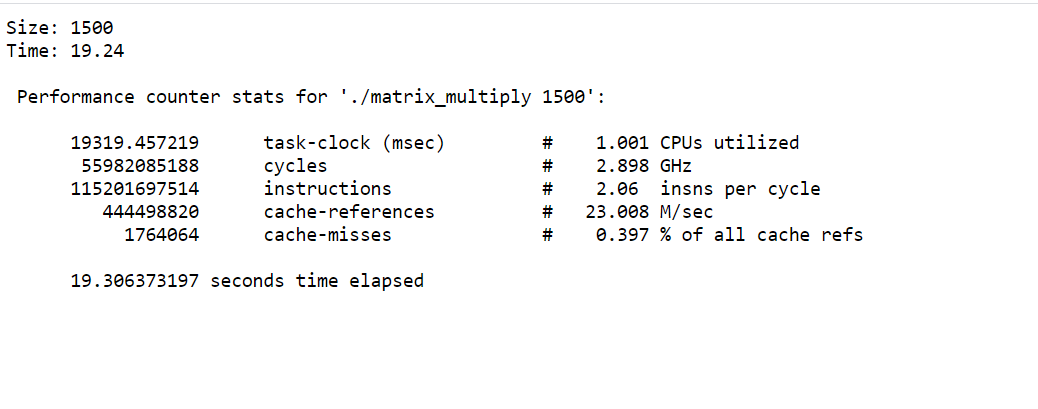 Size: 1500
Time: 19.24
Performance counter stats for './matrix_multiply 1500':
19319.457219 task-clock (msec) # 1.001 CPUs utilized
55982085188 cycles # 2.898 GHz
115201697514 instructions # 2.06 insns per cycle
444498820 cache-references # 23.008 M/sec
1764064 cache-misses # 0.397 % of all cache refs
19.306373197 seconds time elapsed